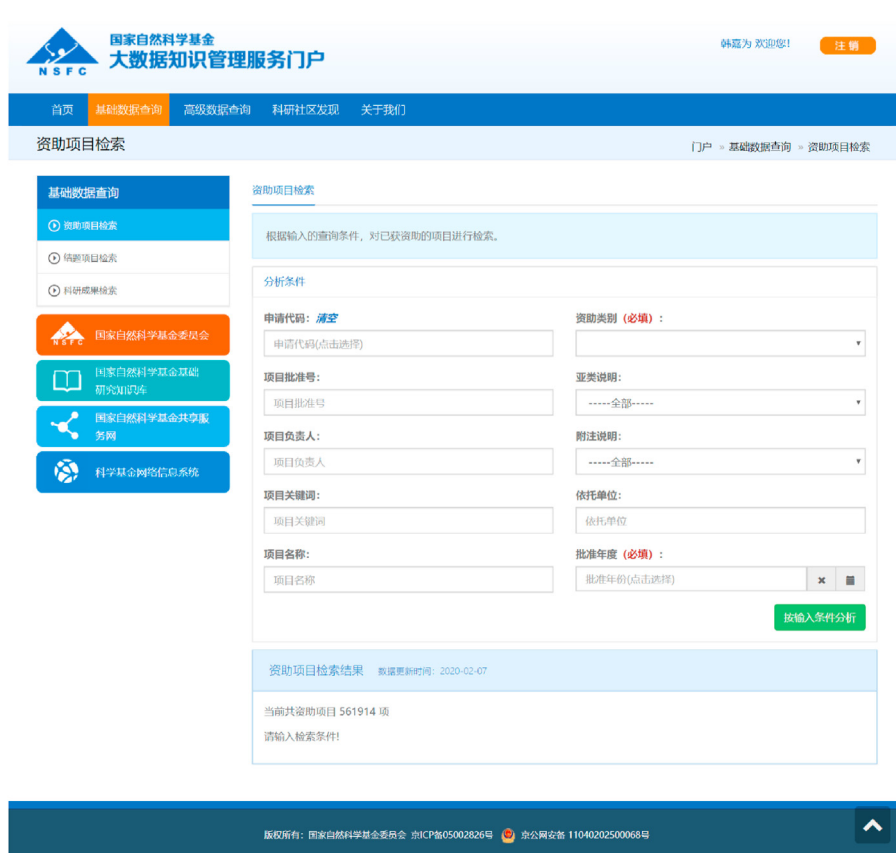 国家自然科学基金
大数据知识管理服务门户
NSFC
韩嘉为 欢迎您! 注 销
首页 基础数据查询 高级数据查询 科研社区发现 关于我们
资助项目检索
门户 » 基础数据查询 » 资助项目检索
基础数据查询
资助项目检索
结题项目检索
科研成果检索
NSFC
国家自然科学基金委员会
国家自然科学基金基础
研究知识库
国家自然科学基金共享服
务网
科学基金网络信息系统
资助项目检索
根据输入的查询条件,对已获资助的项目进行检索。
分析条件
申请代码: 清空
申请代码(点击选择)
资助类别(必填):
项目批准号:
项目批准号
亚类说明:
-----全部-----
项目负责人:
项目负责人
附注说明:
-----全部-----
项目关键词:
项目关键词
依托单位:
依托单位
项目名称:
项目名称
批准年度(必填):
批准年份(点击选择)
按输入条件分析
资助项目检索结果 数据更新时间: 2020-02-07
当前共资助项目 561914 项
请输入检索条件!
版权所有: 国家自然科学基金委员会 京ICP备05002826号 京公网安备 11040202500068号